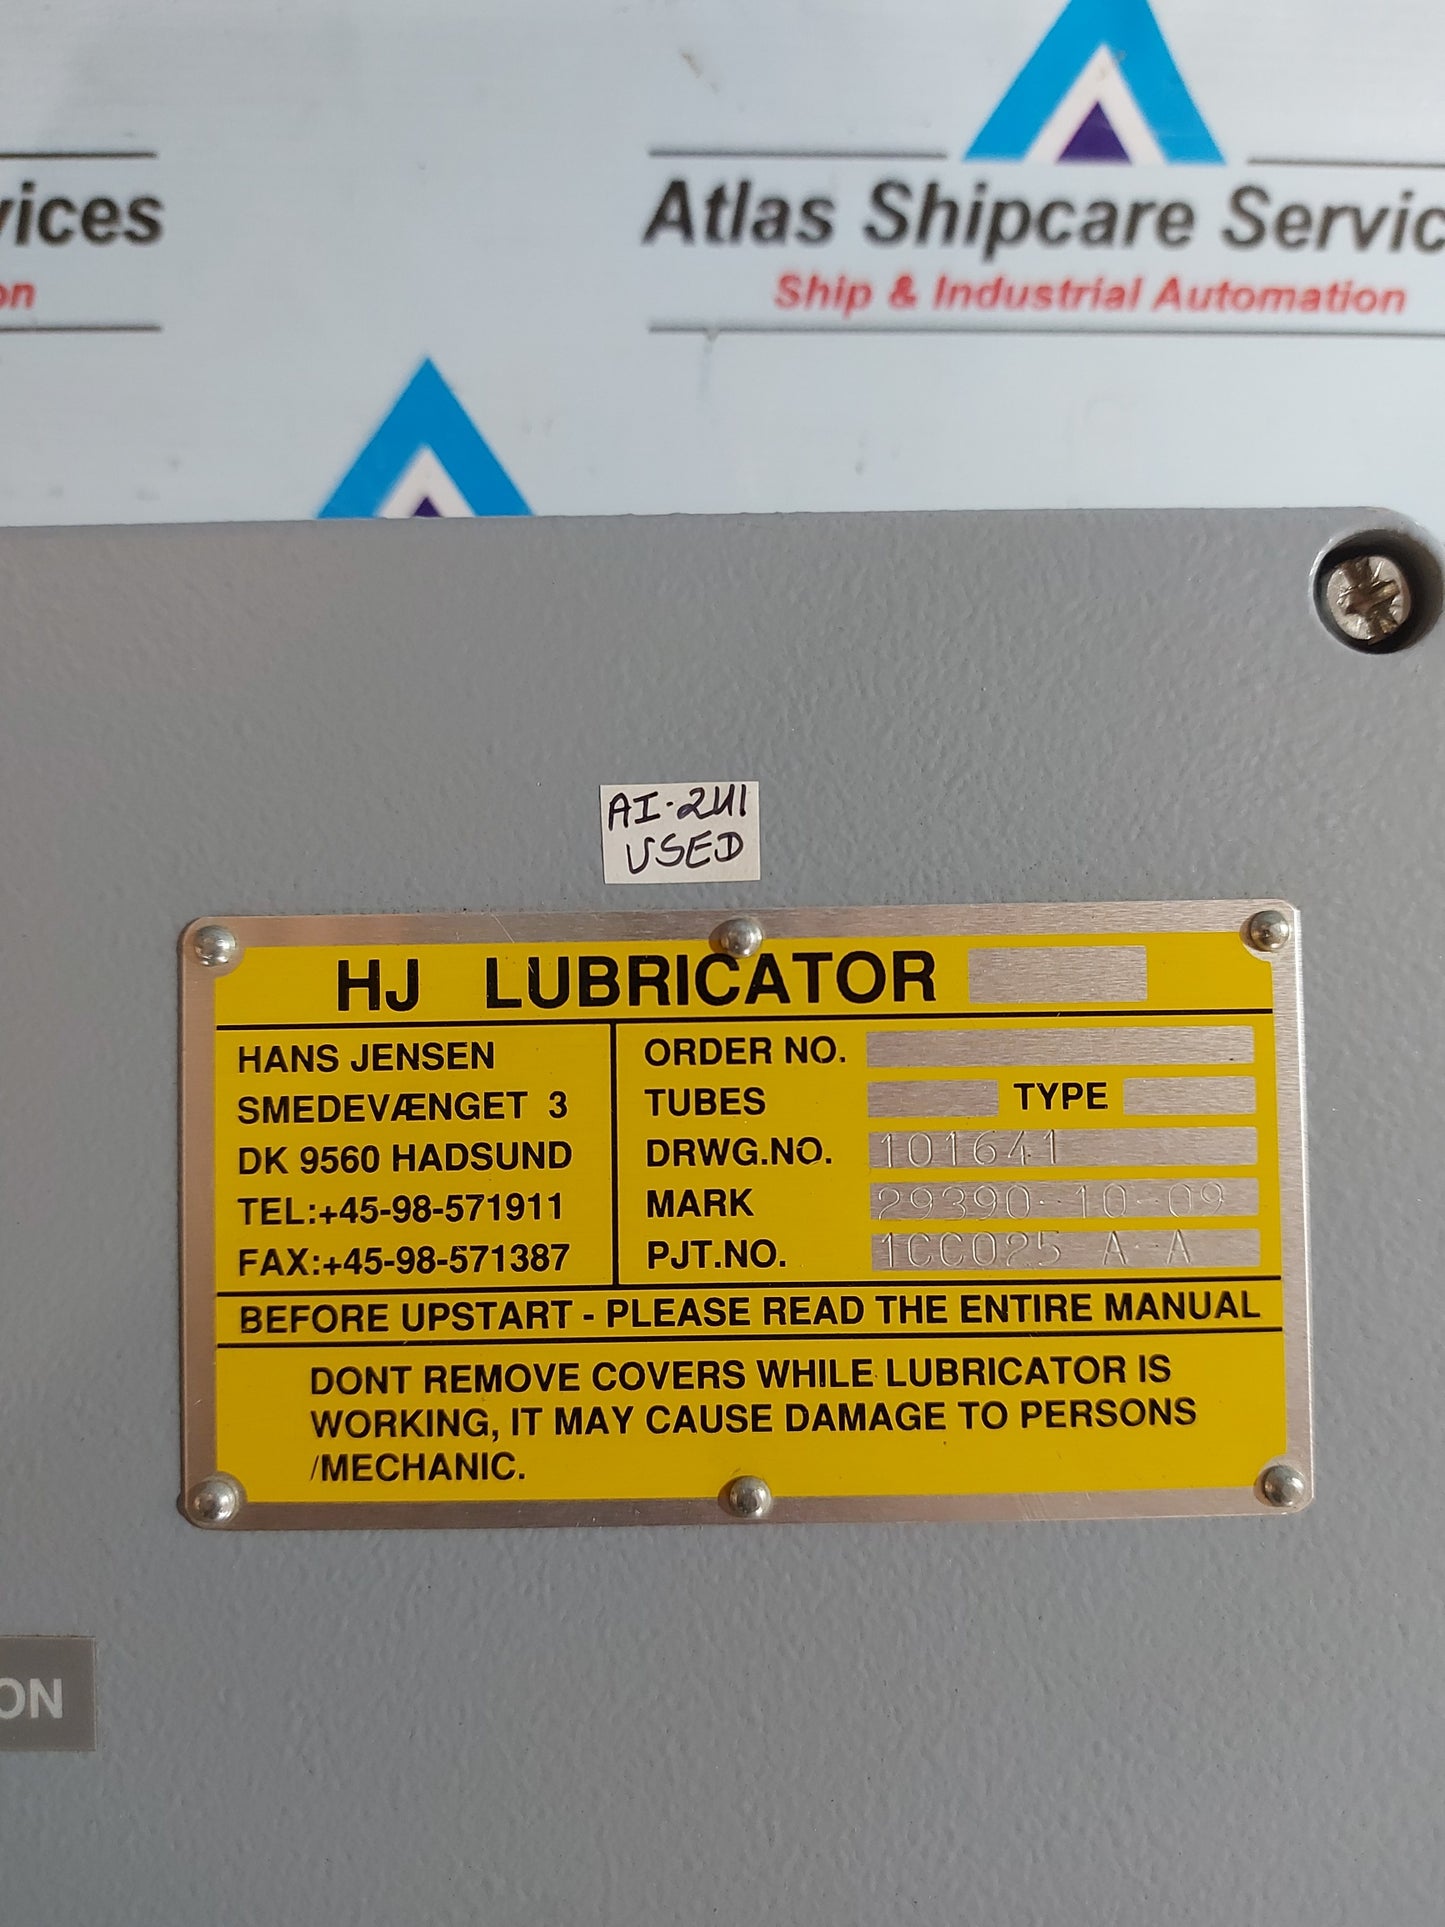 vices
on
Atlas Shipcare Servic
Ship & Industrial Automation
AI-241
USED
HJ LUBRICATOR
HANS JENSEN
SMEDEVÆNGET 3
DK 9560 HADSUND
TEL:+45-98-571911
FAX:+45-98-571387
ORDER NO.
TUBES TYPE
DRWG.NO. 101641
MARK 29390-10-09
PJT.NO. 1CC025 A-A
BEFORE UPSTART - PLEASE READ THE ENTIRE MANUAL
DONT REMOVE COVERS WHILE LUBRICATOR IS
WORKING, IT MAY CAUSE DAMAGE TO PERSONS
/MECHANIC.
ON